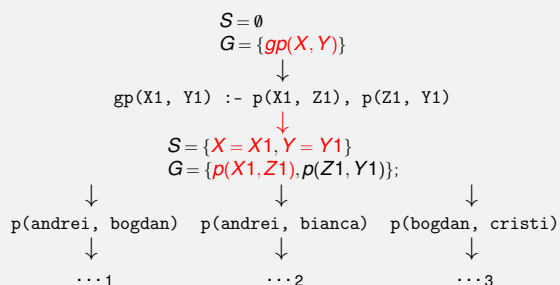 S = ∅
G = {gp(X, Y)}
↓
gp(X1, Y1) :- p(X1, Z1), p(Z1, Y1)
↓
S = {X = X1, Y = Y1}
G = {p(X1, Z1), p(Z1, Y1)};
↓ ↓ ↓
p(andrei, bogdan) p(andrei, bianca) p(bogdan, cristi)
↓ ↓ ↓
⋯1 ⋯2 ⋯3